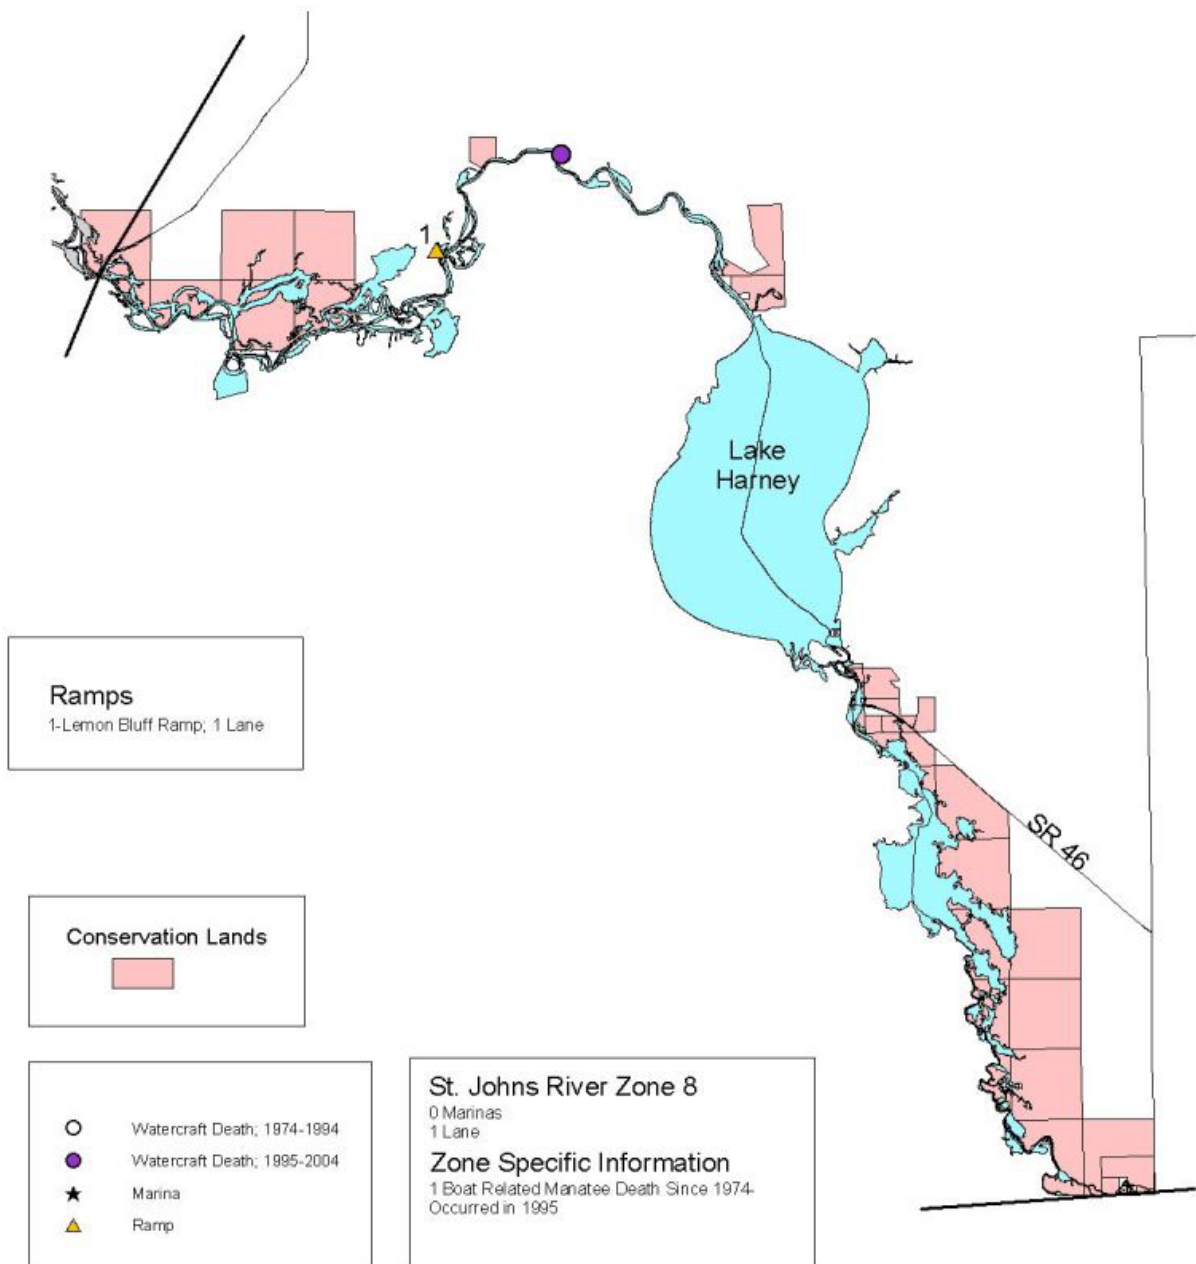 1
Lake
Harney
Ramps
1-Lemon Bluff Ramp; 1 Lane
SR 46
Conservation Lands
Watercraft Death; 1974-1994
Watercraft Death; 1995-2004
Marina
Ramp
St. Johns River Zone 8
0 Marinas
1 Lane
Zone Specific Information
1 Boat Related Manatee Death Since 1974-
Occurred in 1995